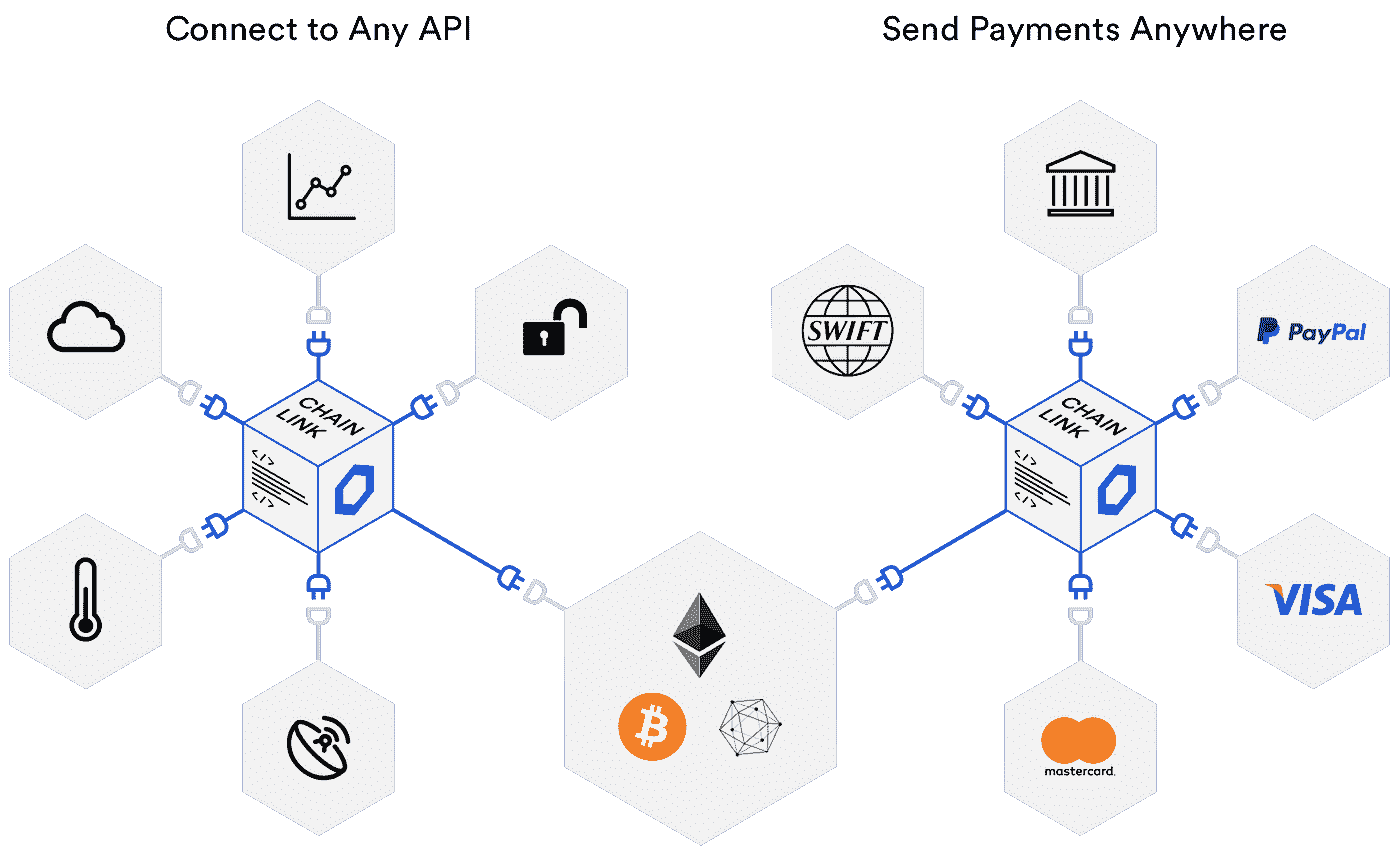 Connect to Any API
Send Payments Anywhere
SWIFT
PayPal
CHAIN
LINK
</>
</>
CHAIN
LINK
</>
</>
VISA
mastercard.